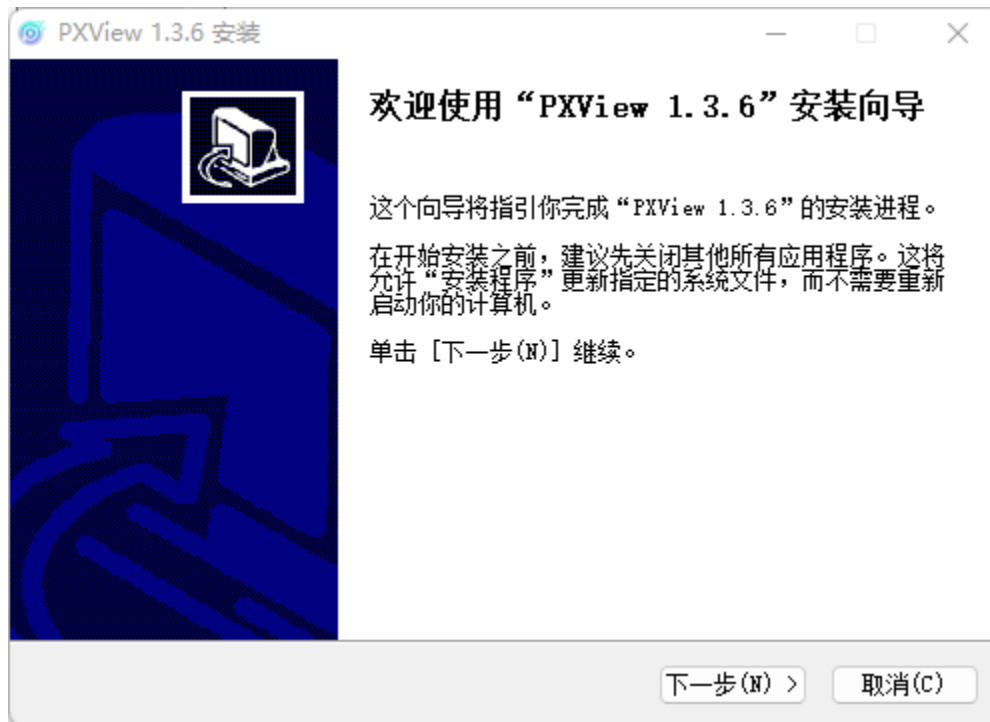 PXView 1.3.6 安装
欢迎使用“PXView 1.3.6”安装向导
这个向导将指引你完成“PXView 1.3.6”的安装进程。
在开始安装之前，建议先关闭其他所有应用程序。这将
允许“安装程序”更新指定的系统文件，而不需要重新
启动你的计算机。
单击 [下一步(N)] 继续。
下一步(N) >
取消(C)